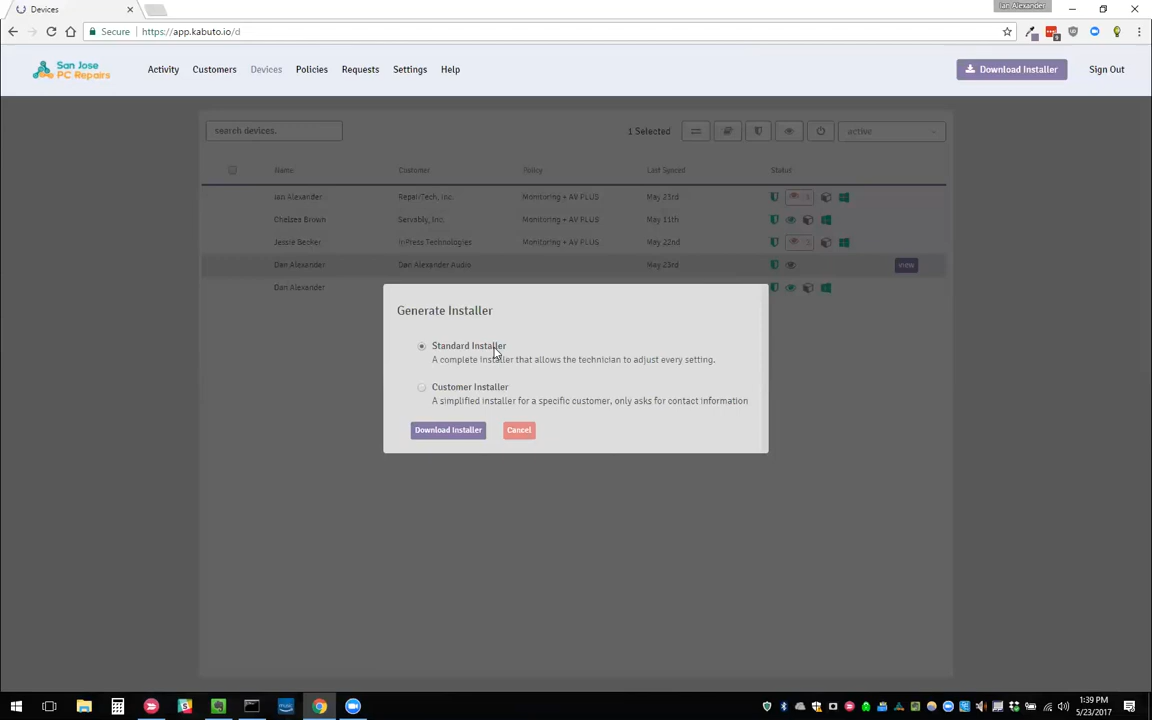 Devices
Ian Alexander
Secure https://app.kabuto.io/d
San Jose
PC Repairs
Activity Customers Devices Policies Requests Settings Help
Download Installer Sign Out
search devices.
1 Selected
active
Name Customer Policy Last Synced Status
Ian Alexander RepairTech, Inc. Monitoring + AV PLUS May 23rd
Chelsea Brown Servably, Inc. Monitoring + AV PLUS May 11th
Jessie Becker InPress Technologies Monitoring + AV PLUS May 22nd
Dan Alexander Dan Alexander Audio May 23rd view
Dan Alexander
Generate Installer
Standard Installer
A complete installer that allows the technician to adjust every setting.
Customer Installer
A simplified installer for a specific customer, only asks for contact information
Download Installer Cancel
1:39 PM
5/23/2017